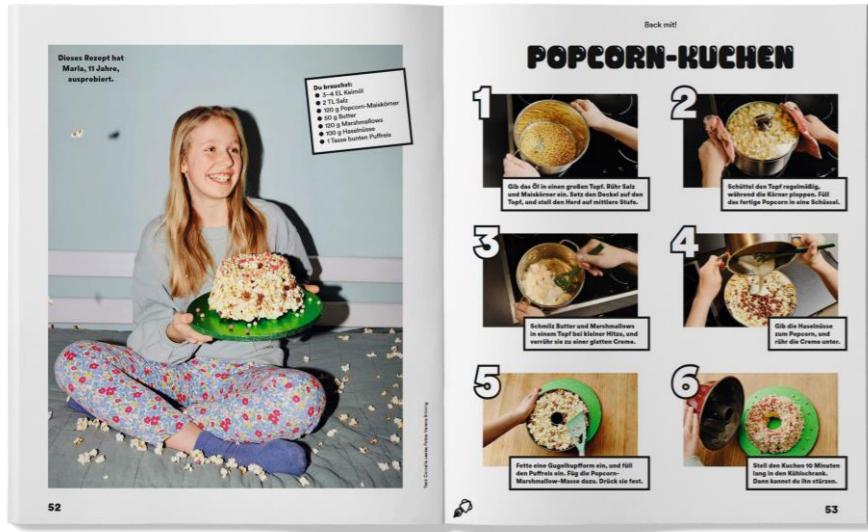 Dieses Rezept hat
Marla, 11 Jahre,
ausprobiert.
Du brauchst:
3–4 EL Keimöl
2 TL Salz
120 g Popcorn-Maiskörner
50 g Butter
120 g Marshmallows
100 g Haselnüsse
1 Tasse bunten Puffreis
52
Back mit!
POPCORN-KUCHEN
1
Gib das Öl in einen großen Topf. Rühr Salz
und Maiskörner ein. Setz den Deckel auf den
Topf, und stell den Herd auf mittlere Stufe.
2
Schüttel den Topf regelmäßig,
während die Körner ploppen. Füll
das fertige Popcorn in eine Schüssel.
3
Schmilz Butter und Marshmallows
in einem Topf bei kleiner Hitze, und
verrühr sie zu einer glatten Creme.
4
Gib die Haselnüsse
zum Popcorn, und
rühr die Creme unter.
5
Fette eine Gugelhupfform ein, und füll
den Puffreis ein. Füg die Popcorn-
Marshmallow-Masse dazu. Drück sie fest.
6
Stell den Kuchen 10 Minuten
lang in den Kühlschrank.
Dann kannst du ihn stürzen.
53